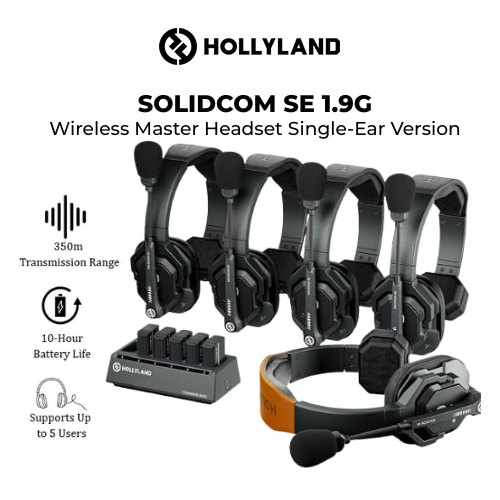 HOLLYLAND
SOLIDCOM SE 1.9G
Wireless Master Headset Single-Ear Version
350m
Transmission Range
10-Hour
Battery Life
Supports Up
to 5 Users
HOLLYLAND